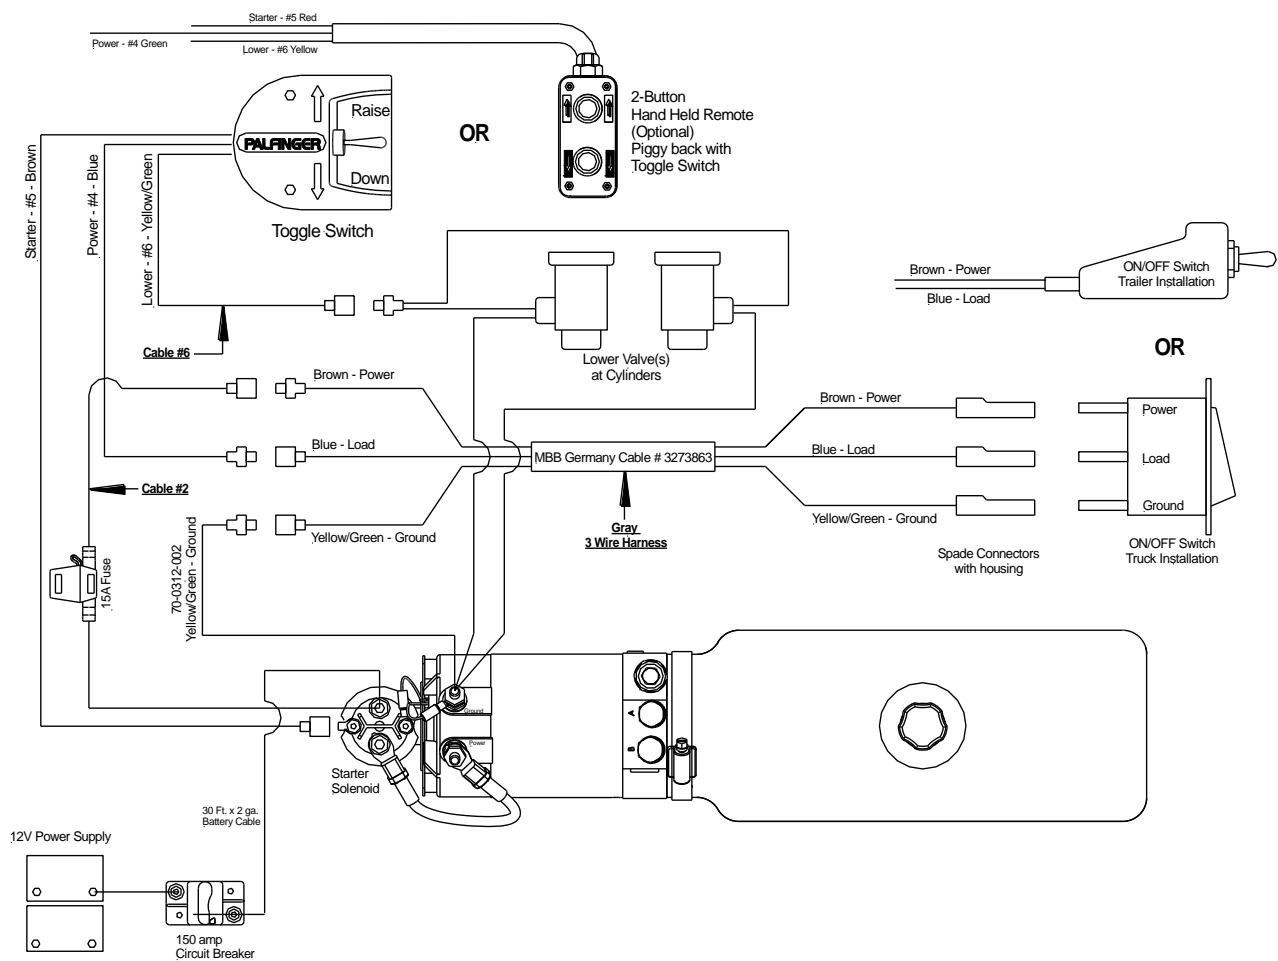 Starter - #5 Red
Power - #4 Green
Lower - #6 Yellow
Raise
PALFINGER
Down
Toggle Switch
OR
2-Button
Hand Held Remote
(Optional)
Piggy back with
Toggle Switch
Starter - #5 - Brown
Power - #4 - Blue
Lower - #6 - Yellow/Green
Cable #6
Lower Valve(s)
at Cylinders
Brown - Power
Blue - Load
ON/OFF Switch
Trailer Installation
OR
Brown - Power
Blue - Load
Yellow/Green - Ground
Cable #2
MBB Germany Cable # 3273863
Gray
3 Wire Harness
Brown - Power
Blue - Load
Yellow/Green - Ground
Spade Connectors
with housing
Power
Load
Ground
ON/OFF Switch
Truck Installation
15A Fuse
70-0312-002
Yellow/Green - Ground
Ground
Power
A
B
Starter
Solenoid
30 Ft. x 2 ga.
Battery Cable
12V Power Supply
150 amp
Circuit Breaker